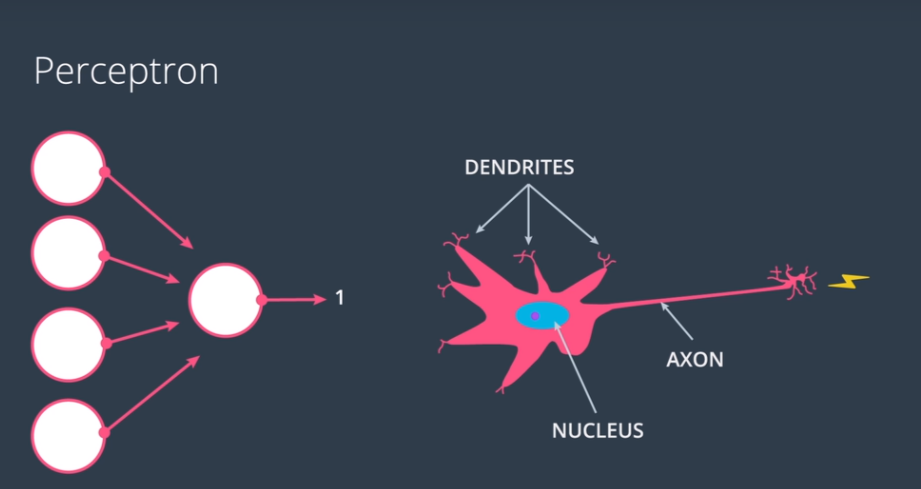 Perceptron
DENDRITES
1
AXON
NUCLEUS